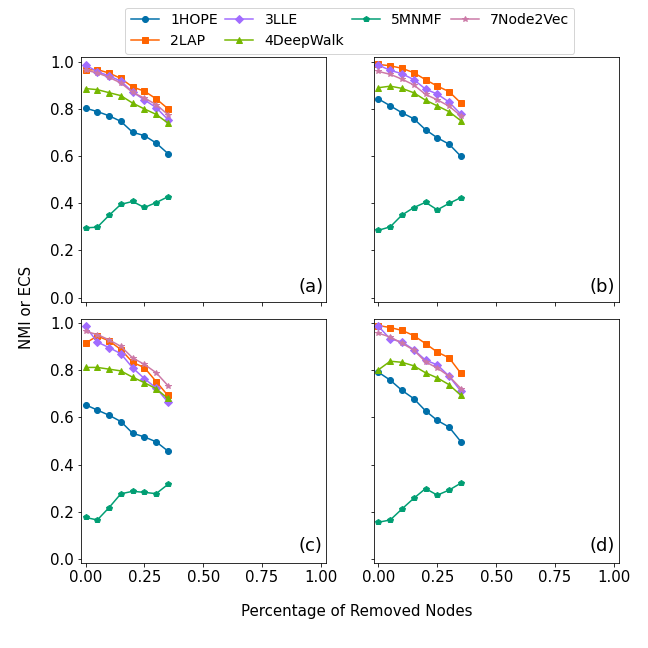 1HOPE 3LLE 5MNMF 7Node2Vec
2LAP 4DeepWalk
1.0
0.8
0.6
0.4
0.2
0.0
(a) (b)
1.0
0.8
0.6
0.4
0.2
0.0
(c) (d)
0.00 0.25 0.50 0.75 1.00 0.00 0.25 0.50 0.75 1.00
NMI or ECS
Percentage of Removed Nodes